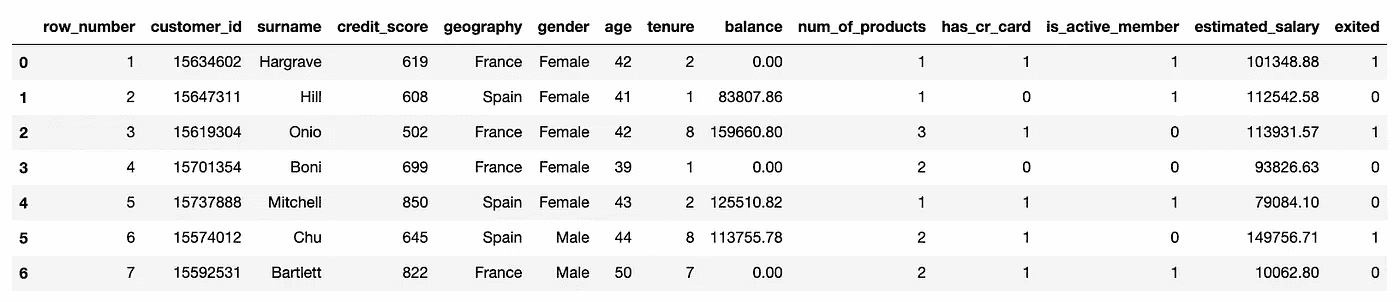 row_number customer_id surname credit_score geography gender age tenure balance num_of_products has_cr_card is_active_member estimated_salary exited
0 1 15634602 Hargrave 619 France Female 42 2 0.00 1 1 1 101348.88 1
1 2 15647311 Hill 608 Spain Female 41 1 83807.86 1 0 1 112542.58 0
2 3 15619304 Onio 502 France Female 42 8 159660.80 3 1 0 113931.57 1
3 4 15701354 Boni 699 France Female 39 1 0.00 2 0 0 93826.63 0
4 5 15737888 Mitchell 850 Spain Female 43 2 125510.82 1 1 1 79084.10 0
5 6 15574012 Chu 645 Spain Male 44 8 113755.78 2 1 0 149756.71 1
6 7 15592531 Bartlett 822 France Male 50 7 0.00 2 1 1 10062.80 0